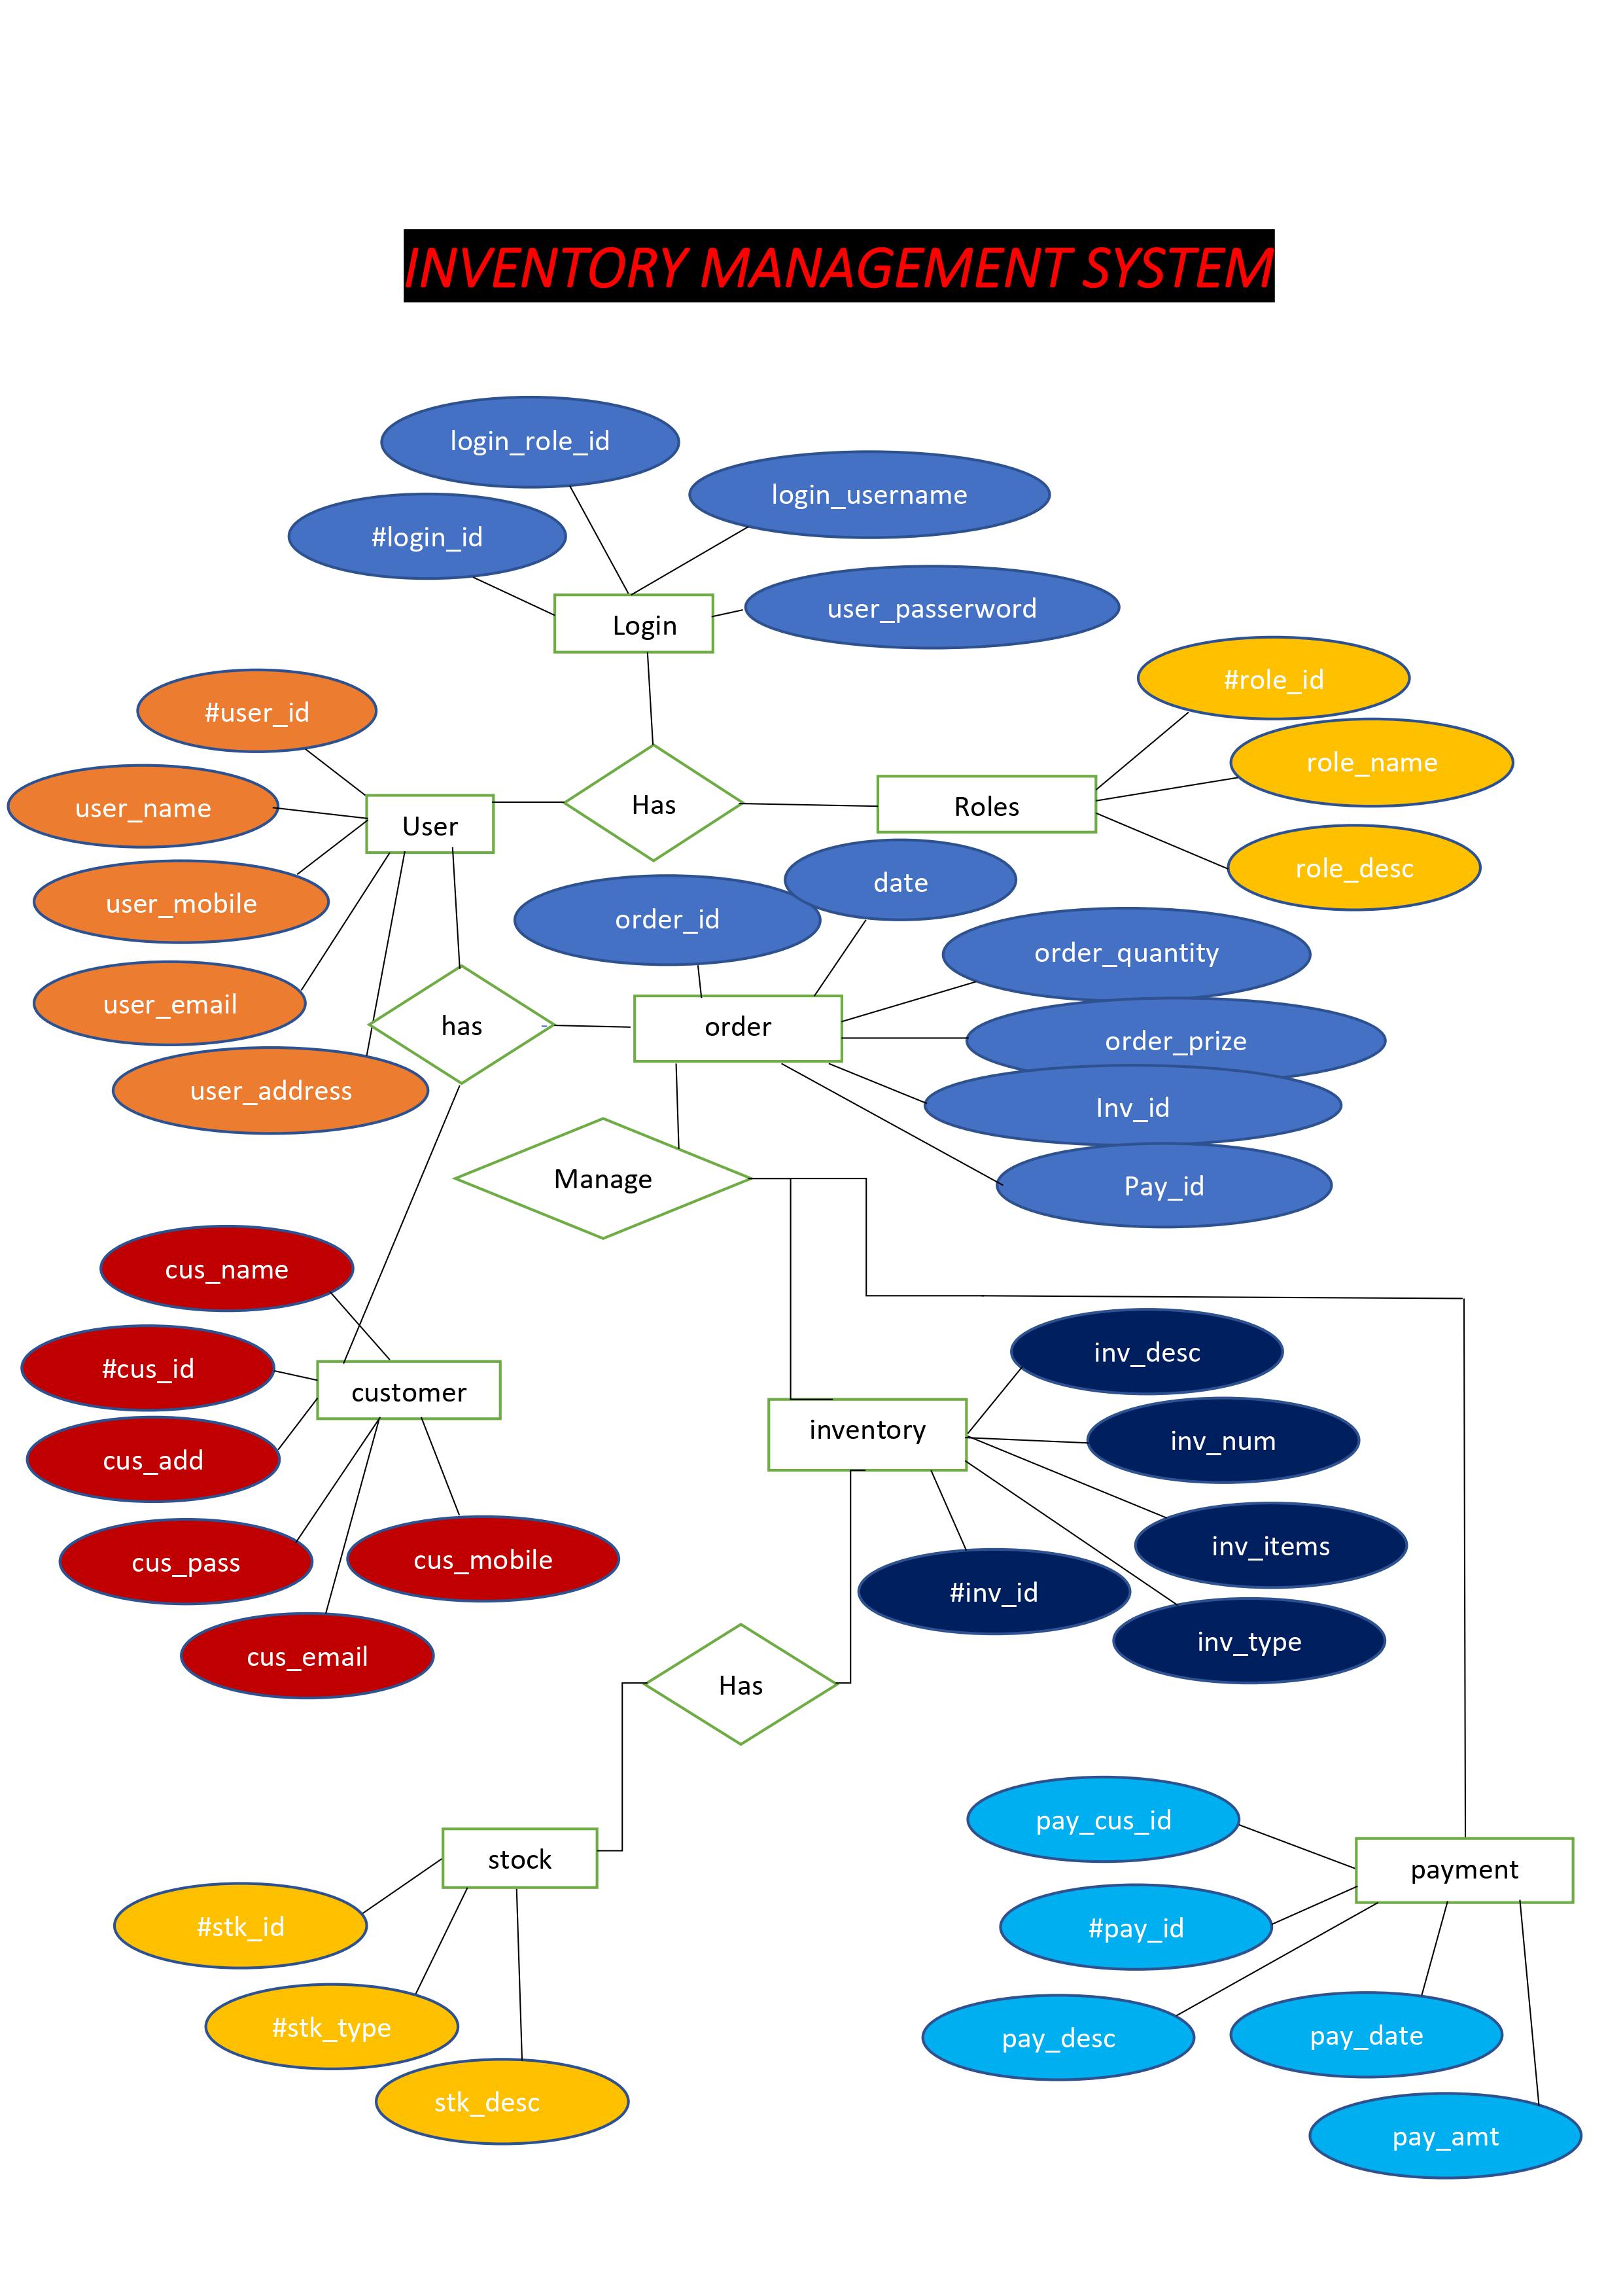 INVENTORY MANAGEMENT SYSTEM
login_role_id
login_username
#login_id
user_passerword
Login
#role_id
#user_id
role_name
user_name
User
Has
Roles
role_desc
date
user_mobile
order_id
order_quantity
user_email
has
order
order_prize
user_address
Inv_id
Manage
Pay_id
cus_name
inv_desc
#cus_id
customer
inventory
inv_num
cus_add
inv_items
cus_pass
cus_mobile
#inv_id
inv_type
cus_email
Has
pay_cus_id
stock
payment
#stk_id
#pay_id
#stk_type
pay_desc
pay_date
stk_desc
pay_amt